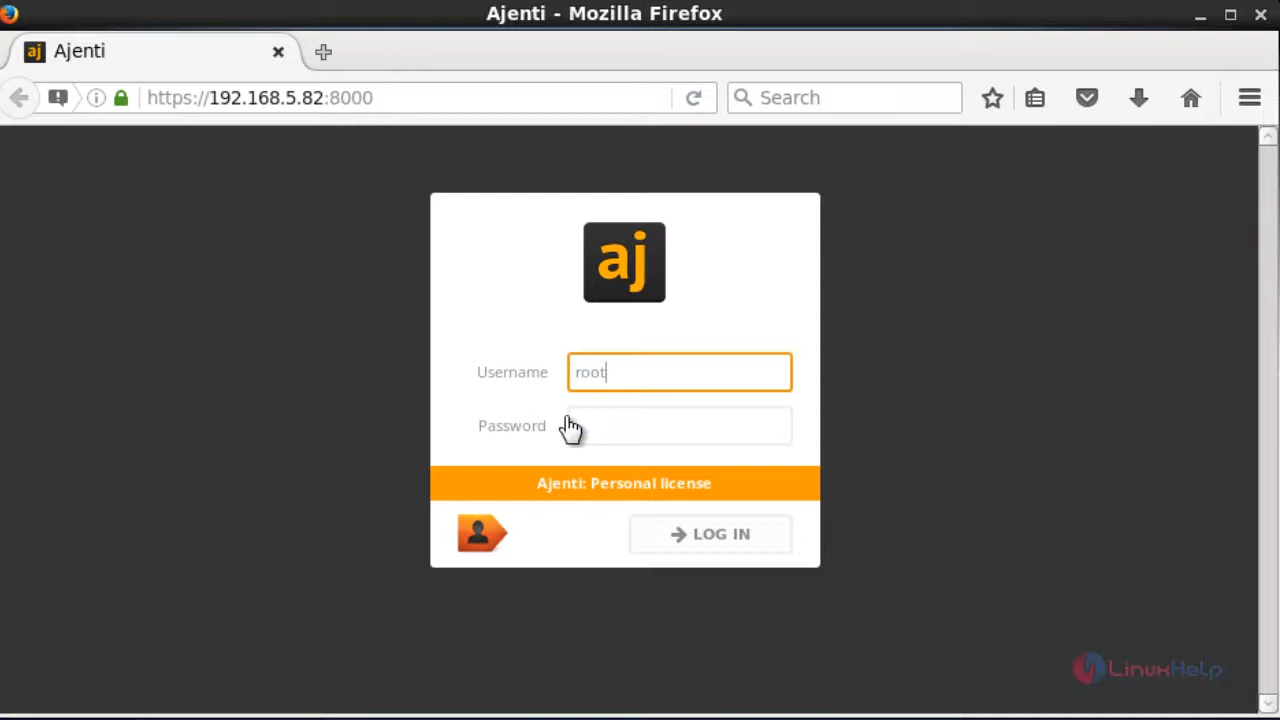 Ajenti - Mozilla Firefox
aj Ajenti
https://192.168.5.82:8000
Search
aj
Username root
Password
Ajenti: Personal license
LOG IN
LinuxHelp